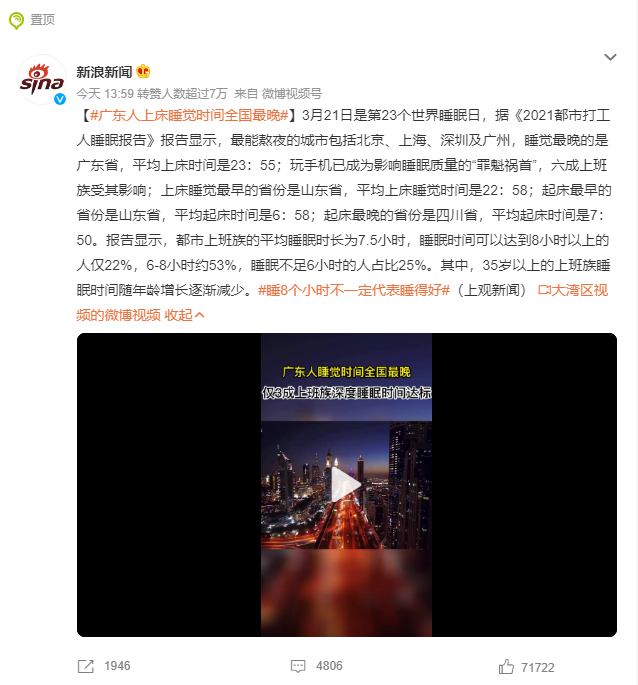 置顶
sina
新浪新闻
今天 13:59 转赞人数超过7万 来自 微博视频号
【#广东人上床睡觉时间全国最晚#】3月21日是第23个世界睡眠日，据《2021都市打工
人睡眠报告》报告显示，最能熬夜的城市包括北京、上海、深圳及广州，睡觉最晚的是
广东省，平均上床时间是23：55；玩手机已成为影响睡眠质量的“罪魁祸首”，六成上班
族受其影响；上床睡觉最早的省份是山东省，平均上床睡觉时间是22：58；起床最早的
省份是山东省，平均起床时间是6：58；起床最晚的省份是四川省，平均起床时间是7：
50。报告显示，都市上班族的平均睡眠时长为7.5小时，睡眠时间可以达到8小时以上的
人仅22%，6-8小时约53%，睡眠不足6小时的人占比25%。其中，35岁以上的上班族睡
眠时间随年龄增长逐渐减少。#睡8个小时不一定代表睡得好#（上观新闻） 大湾区视
频的微博视频 收起
广东人睡觉时间全国最晚
仅3成上班族深度睡眠时间达标
1946
4806
71722